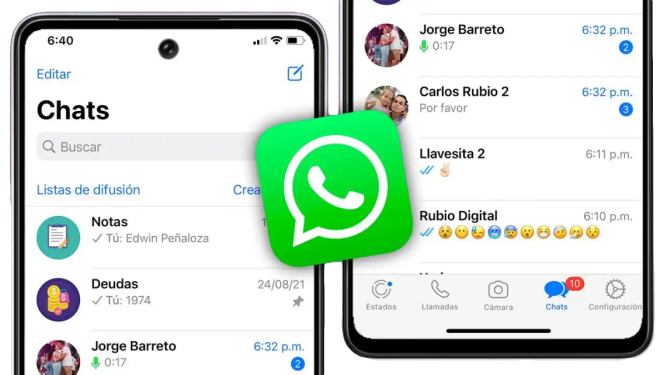 6:40
Editar
Chats
Buscar
Listas de difusión
Notas
Tú: Edwin Peñaloza
Deudas
24/08/21
Tú: 1974
Jorge Barreto
6:32 p.m.
0:17
2
Jorge Barreto
6:32 p.m.
0:17
2
Carlos Rubio 2
6:32 p.m.
Por favor
3
Llavesita 2
6:11 p.m.
Rubio Digital
6:10 p.m.
10
Estados
Llamadas
Cámara
Chats
Configuración